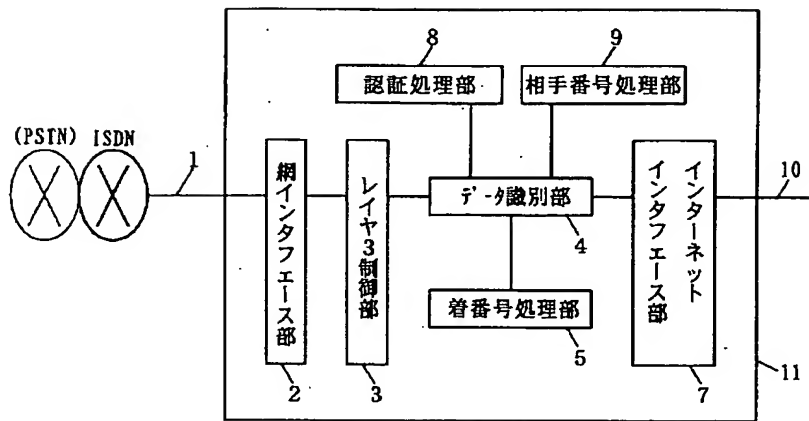 8
9
認証処理部
相手番号処理部
(PSTN) ISDN
1
網インタフェース部
レイヤ3制御部
データ識別部
インターネット
インタフェース部
10
4
着番号処理部
5
2
3
7
11